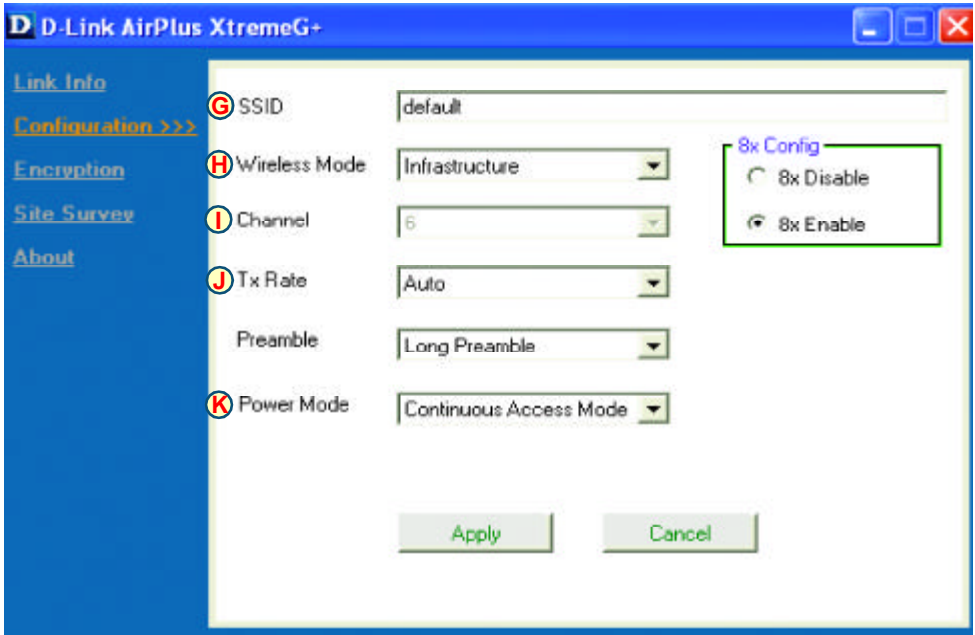 D D-Link AirPlus XtremeG+
Link Info
Configuration >>>
Encryption
Site Survey
About
G SSID
default
H Wireless Mode
Infrastructure
I Channel
6
J Tx Rate
Auto
Preamble
Long Preamble
K Power Mode
Continuous Access Mode
8x Config
8x Disable
8x Enable
Apply
Cancel